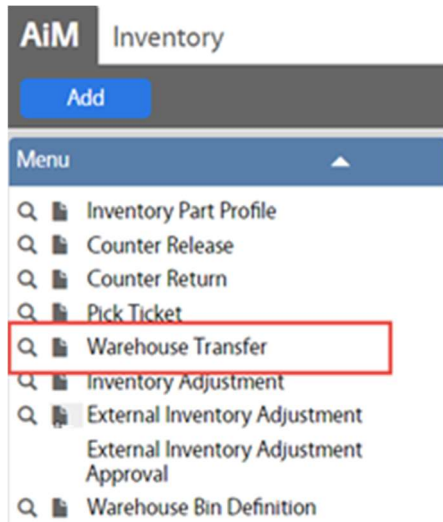 AiM Inventory
Add
Menu
Inventory Part Profile
Counter Release
Counter Return
Pick Ticket
Warehouse Transfer
Inventory Adjustment
External Inventory Adjustment
External Inventory Adjustment
Approval
Warehouse Bin Definition